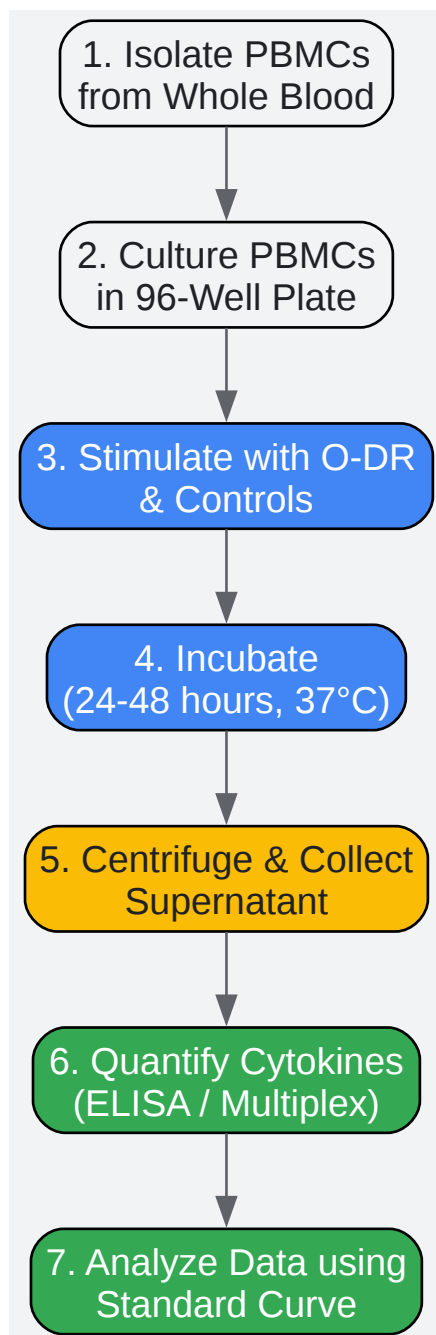 1. Isolate PBMCs
from Whole Blood
2. Culture PBMCs
in 96-Well Plate
3. Stimulate with O-DR
& Controls
4. Incubate
(24-48 hours, 37°C)
5. Centrifuge & Collect
Supernatant
6. Quantify Cytokines
(ELISA / Multiplex)
7. Analyze Data using
Standard Curve